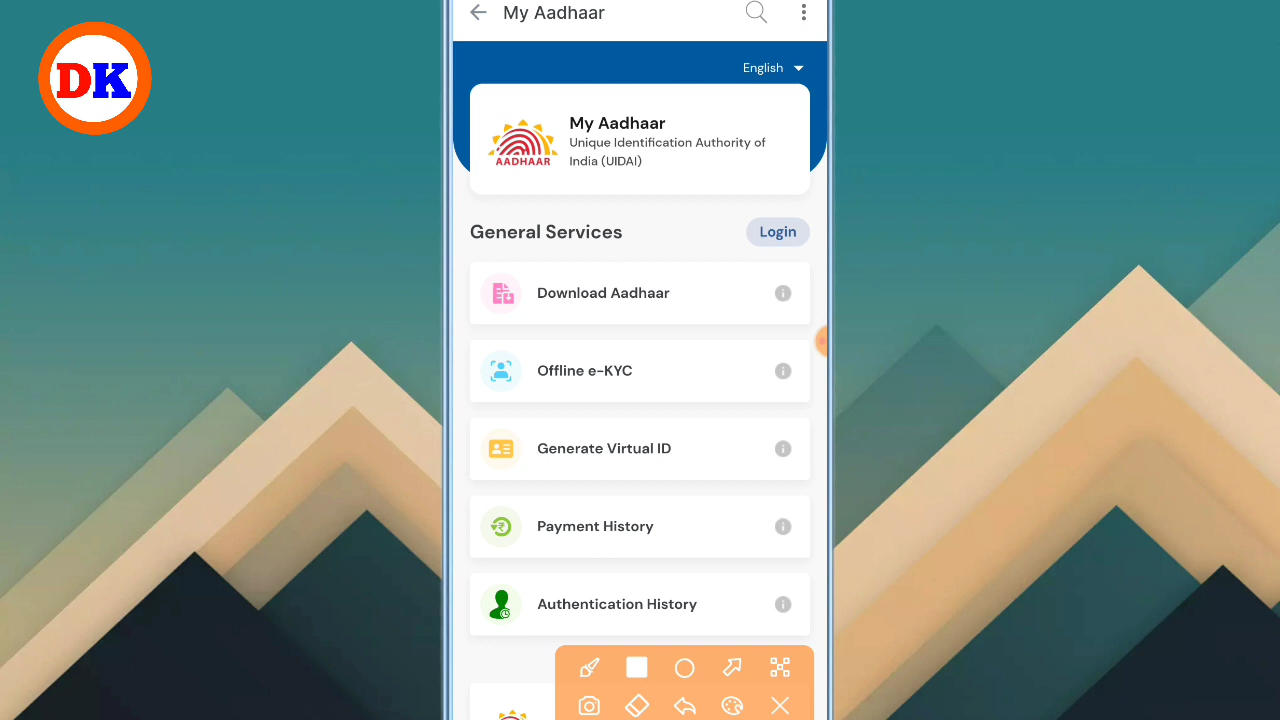 DK
My Aadhaar
English
My Aadhaar
Unique Identification Authority of
India (UIDAI)
AADHAAR
General Services
Login
Download Aadhaar
Offline e-KYC
Generate Virtual ID
Payment History
Authentication History